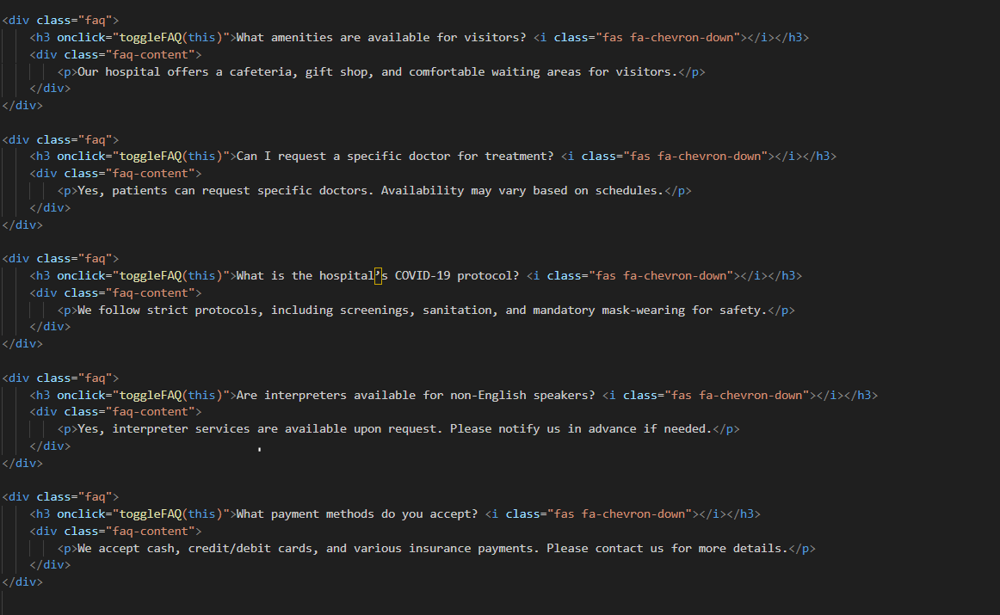 <div class="faq">
<h3 onclick="toggleFAQ(this)">What amenities are available for visitors? <i class="fas fa-chevron-down"></i></h3>
<div class="faq-content">
<p>Our hospital offers a cafeteria, gift shop, and comfortable waiting areas for visitors.</p>
</div>
</div>
<div class="faq">
<h3 onclick="toggleFAQ(this)">Can I request a specific doctor for treatment? <i class="fas fa-chevron-down"></i></h3>
<div class="faq-content">
<p>Yes, patients can request specific doctors. Availability may vary based on schedules.</p>
</div>
</div>
<div class="faq">
<h3 onclick="toggleFAQ(this)">What is the hospital’s COVID-19 protocol? <i class="fas fa-chevron-down"></i></h3>
<div class="faq-content">
<p>We follow strict protocols, including screenings, sanitation, and mandatory mask-wearing for safety.</p>
</div>
</div>
<div class="faq">
<h3 onclick="toggleFAQ(this)">Are interpreters available for non-English speakers? <i class="fas fa-chevron-down"></i></h3>
<div class="faq-content">
<p>Yes, interpreter services are available upon request. Please notify us in advance if needed.</p>
</div>
</div>
<div class="faq">
<h3 onclick="toggleFAQ(this)">What payment methods do you accept? <i class="fas fa-chevron-down"></i></h3>
<div class="faq-content">
<p>We accept cash, credit/debit cards, and various insurance payments. Please contact us for more details.</p>
</div>
</div>